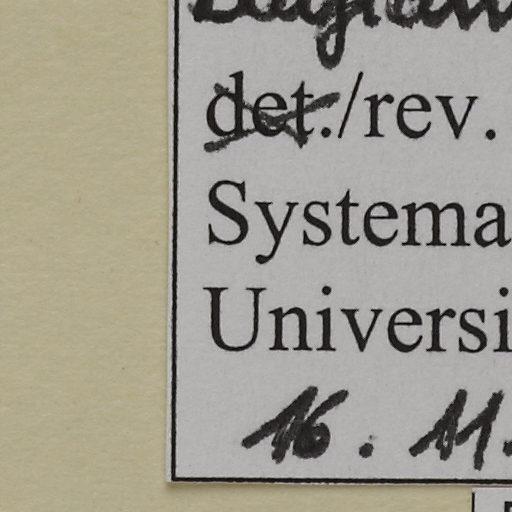 det./rev.
Systema
Universi
16. 11.